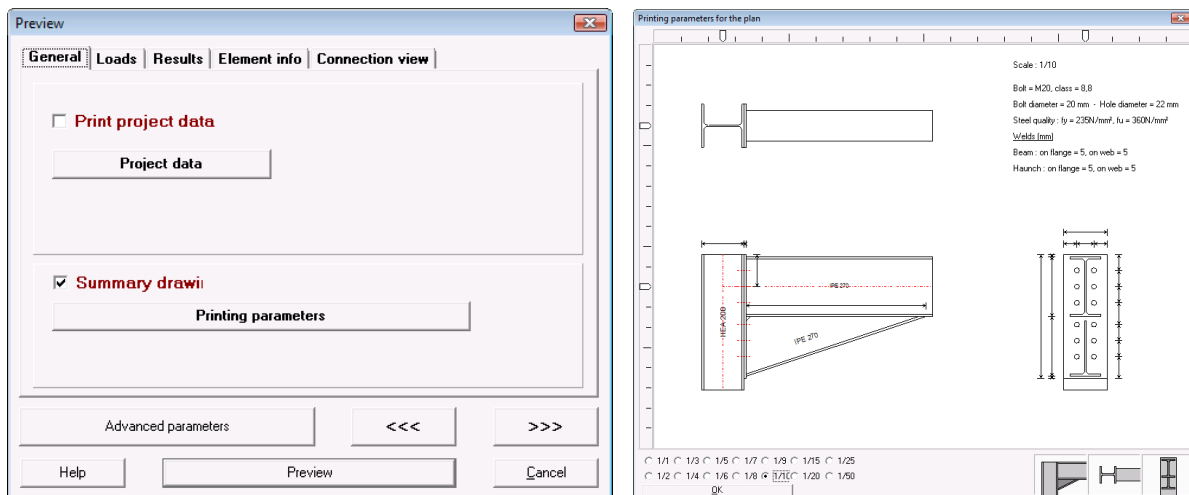 Preview
General Loads Results Element info Connection view
Print project data
Project data
Summary drawi
Printing parameters
Advanced parameters <<< >>>
Help Preview Cancel
Printing parameters for the plan
Scale : 1/10
Bolt = M20, class = 8,8
Bolt diameter = 20 mm - Hole diameter = 22 mm
Steel quality : fy = 235N/mm², fu = 360N/mm²
Welds (mm)
Beam : on flange = 5, on web = 5
Haunch : on flange = 5, on web = 5
IPE 270
HEA 200
IPE 270
1/1 1/3 1/5 1/7 1/9 1/15 1/25
1/2 1/4 1/6 1/8 1/10 1/20 1/50
OK